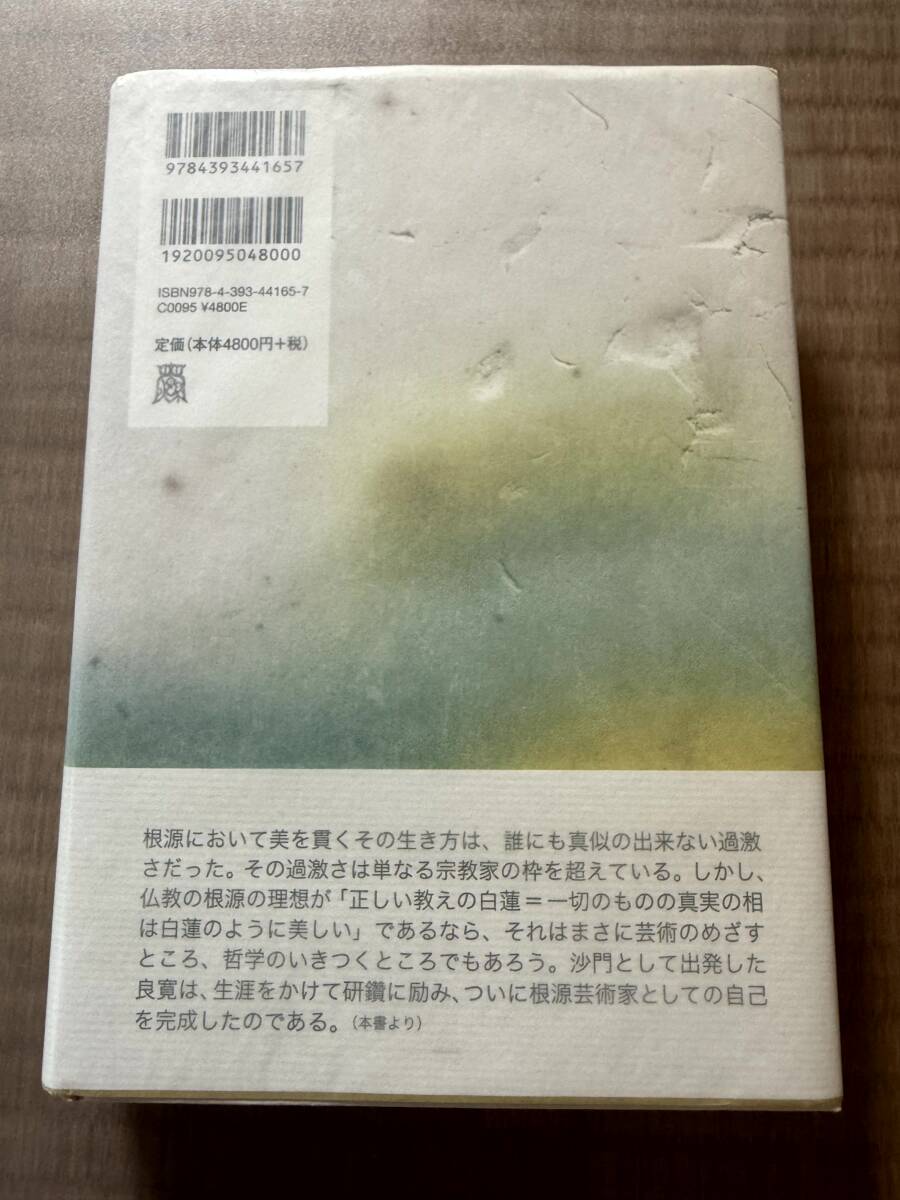 9784393441657
1920095048000
ISBN978-4-393-44165-7
C0095 ¥4800E
定価(本体4800円+税)
根源において美を貫くその生き方は、誰にも真似の出来ない過激
さだった。その過激さは単なる宗教家の枠を超えている。しかし、
仏教の根源の理想が「正しい教えの白蓮＝一切のものの真実の相
は白蓮のように美しい」であるなら、それはまさに芸術のめざす
ところ、哲学のいきつくところでもあろう。沙門として出発した
良寛は、生涯をかけて研鑽に励み、ついに根源芸術家としての自己
を完成したのである。(本書より)